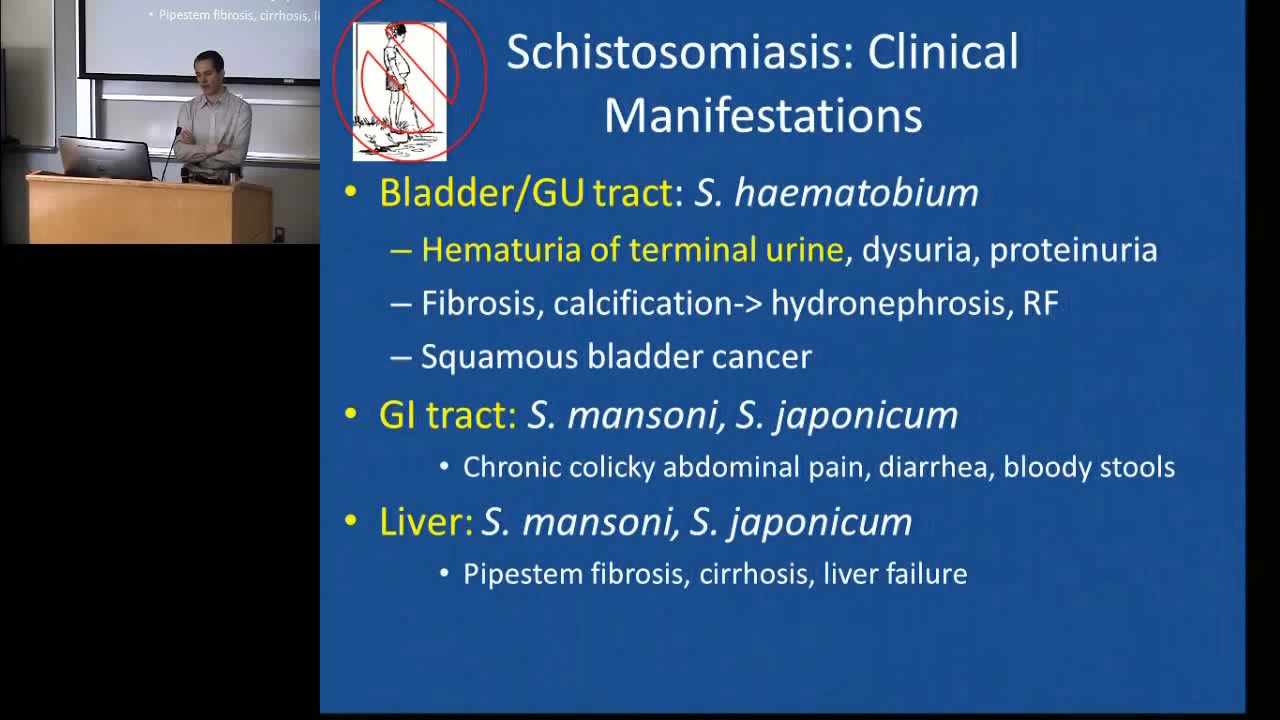 • Pipestem fibrosis, cirrhosis, li
Schistosomiasis: Clinical
Manifestations
• Bladder/GU tract: S. haematobium
– Hematuria of terminal urine, dysuria, proteinuria
– Fibrosis, calcification-> hydronephrosis, RF
– Squamous bladder cancer
• GI tract: S. mansoni, S. japonicum
• Chronic colicky abdominal pain, diarrhea, bloody stools
• Liver: S. mansoni, S. japonicum
• Pipestem fibrosis, cirrhosis, liver failure